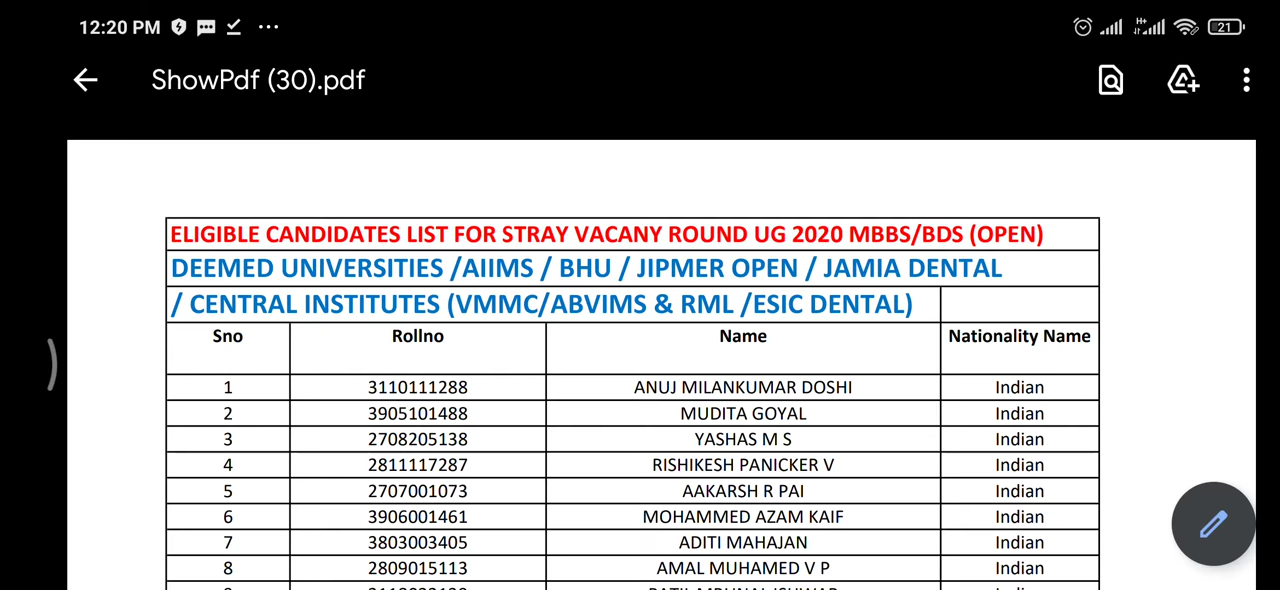 12:20 PM
H+
21
ShowPdf (30).pdf
ELIGIBLE CANDIDATES LIST FOR STRAY VACANY ROUND UG 2020 MBBS/BDS (OPEN)
DEEMED UNIVERSITIES /AIIMS / BHU / JIPMER OPEN / JAMIA DENTAL
/ CENTRAL INSTITUTES (VMMC/ABVIMS & RML /ESIC DENTAL)
Sno Rollno Name Nationality Name
1 3110111288 ANUJ MILANKUMAR DOSHI Indian
2 3905101488 MUDITA GOYAL Indian
3 2708205138 YASHAS M S Indian
4 2811117287 RISHIKESH PANICKER V Indian
5 2707001073 AAKARSH R PAI Indian
6 3906001461 MOHAMMED AZAM KAIF Indian
7 3803003405 ADITI MAHAJAN Indian
8 2809015113 AMAL MUHAMED V P Indian